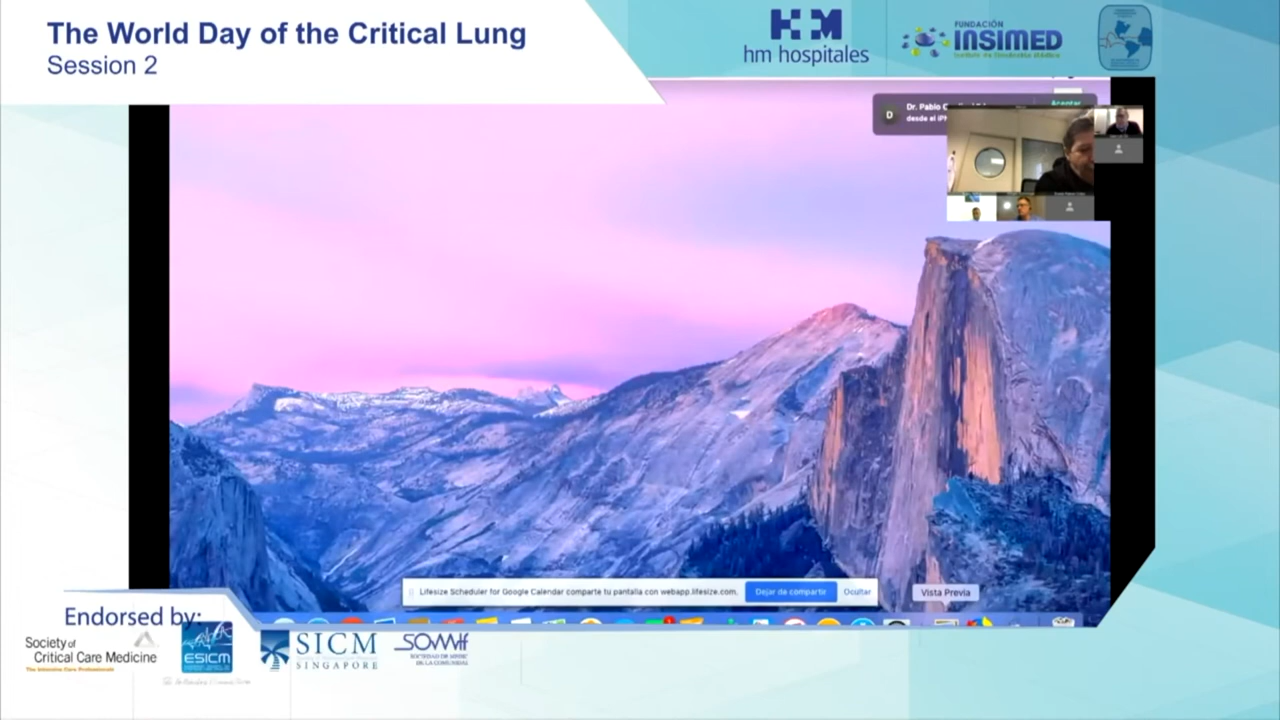 The World Day of the Critical Lung
Session 2
hm hospitales
FUNDACIÓN
INSIMED
Dr. Pablo
desde el
Aceptar
D
Lifesize Scheduler for Google Calendar comparte tu pantalla con webapp.lifesize.com.
Dejar de compartir
Ocultar
Vista Previa
Endorsed by:
Society of
Critical Care Medicine
The Intensive Care Professionals
ESICM
SICM
SINGAPORE